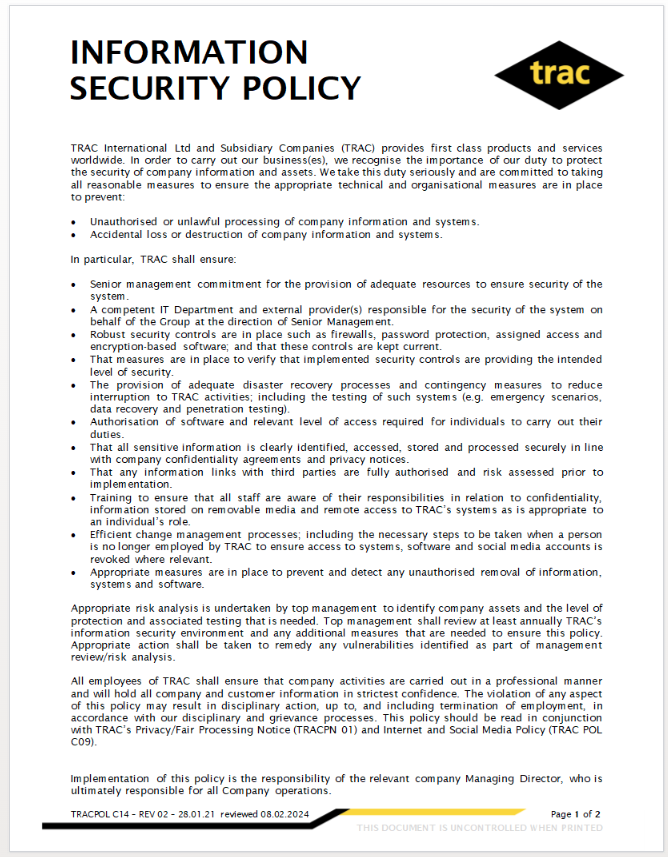 INFORMATION
SECURITY POLICY
trac
TRAC International Ltd and Subsidiary Companies (TRAC) provides first class products and services
worldwide. In order to carry out our business(es), we recognise the importance of our duty to protect
the security of company information and assets. We take this duty seriously and are committed to taking
all reasonable measures to ensure the appropriate technical and organisational measures are in place
to prevent:
• Unauthorised or unlawful processing of company information and systems.
• Accidental loss or destruction of company information and systems.
In particular, TRAC shall ensure:
• Senior management commitment for the provision of adequate resources to ensure security of the
system.
• A competent IT Department and external provider(s) responsible for the security of the system on
behalf of the Group at the direction of Senior Management.
• Robust security controls are in place such as firewalls, password protection, assigned access and
encryption-based software; and that these controls are kept current.
• That measures are in place to verify that implemented security controls are providing the intended
level of security.
• The provision of adequate disaster recovery processes and contingency measures to reduce
interruption to TRAC activities; including the testing of such systems (e.g. emergency scenarios,
data recovery and penetration testing).
• Authorisation of software and relevant level of access required for individuals to carry out their
duties.
• That all sensitive information is clearly identified, accessed, stored and processed securely in line
with company confidentiality agreements and privacy notices.
• That any information links with third parties are fully authorised and risk assessed prior to
implementation.
• Training to ensure that all staff are aware of their responsibilities in relation to confidentiality,
information stored on removable media and remote access to TRAC's systems as is appropriate to
an individual's role.
• Efficient change management processes; including the necessary steps to be taken when a person
is no longer employed by TRAC to ensure access to systems, software and social media accounts is
revoked where relevant.
• Appropriate measures are in place to prevent and detect any unauthorised removal of information,
systems and software.
Appropriate risk analysis is undertaken by top management to identify company assets and the level of
protection and associated testing that is needed. Top management shall review at least annually TRAC's
information security environment and any additional measures that are needed to ensure this policy.
Appropriate action shall be taken to remedy any vulnerabilities identified as part of management
review/risk analysis.
All employees of TRAC shall ensure that company activities are carried out in a professional manner
and will hold all company and customer information in strictest confidence. The violation of any aspect
of this policy may result in disciplinary action, up to, and including termination of employment, in
accordance with our disciplinary and grievance processes. This policy should be read in conjunction
with TRAC's Privacy/Fair Processing Notice (TRACPN 01) and Internet and Social Media Policy (TRAC POL
C09).
Implementation of this policy is the responsibility of the relevant company Managing Director, who is
ultimately responsible for all Company operations.
TRACPOL C14 – REV 02 – 28.01.21 reviewed 08.02.2024
Page 1 of 2
THIS DOCUMENT IS UNCONTROLLED WHEN PRINTED